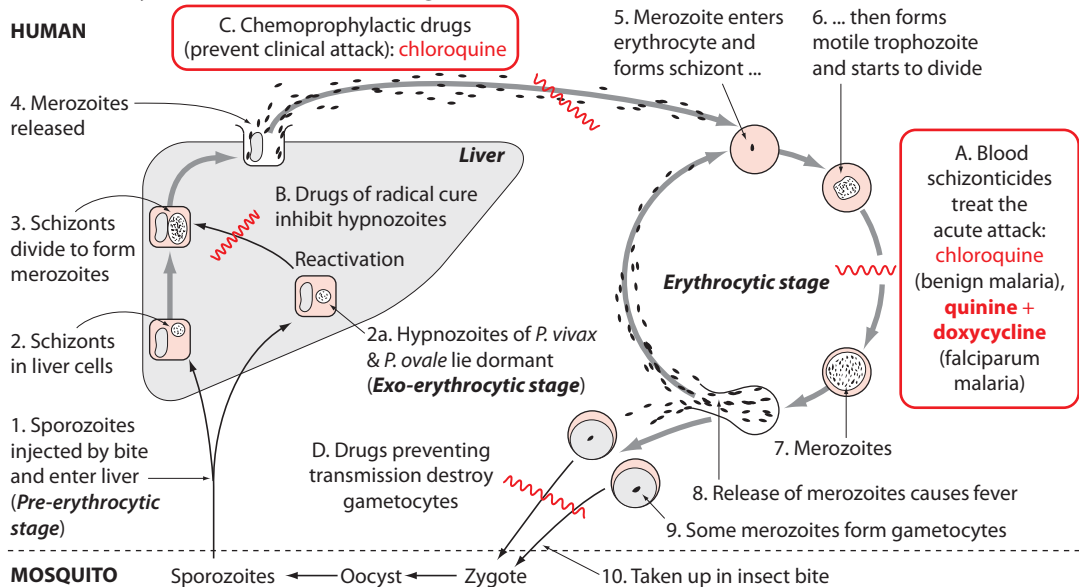 HUMAN
C. Chemoprophylactic drugs
(prevent clinical attack): chloroquine
5. Merozoite enters
erythrocyte and
forms schizont ...
6. ... then forms
motile trophozoite
and starts to divide
4. Merozoites
released
Liver
B. Drugs of radical cure
inhibit hypnozoites
3. Schizonts
divide to form
merozoites
Reactivation
2. Schizonts
in liver cells
2a. Hypnozoites of P. vivax
& P. ovale lie dormant
(Exo-erythrocytic stage)
Erythrocytic stage
A. Blood
schizonticides
treat the
acute attack:
chloroquine
(benign malaria),
quinine +
doxycycline
(falciparum
malaria)
1. Sporozoites
injected by bite
and enter liver
(Pre-erythrocytic
stage)
D. Drugs preventing
transmission destroy
gametocytes
7. Merozoites
8. Release of merozoites causes fever
9. Some merozoites form gametocytes
MOSQUITO
Sporozoites
Oocyst
Zygote
10. Taken up in insect bite